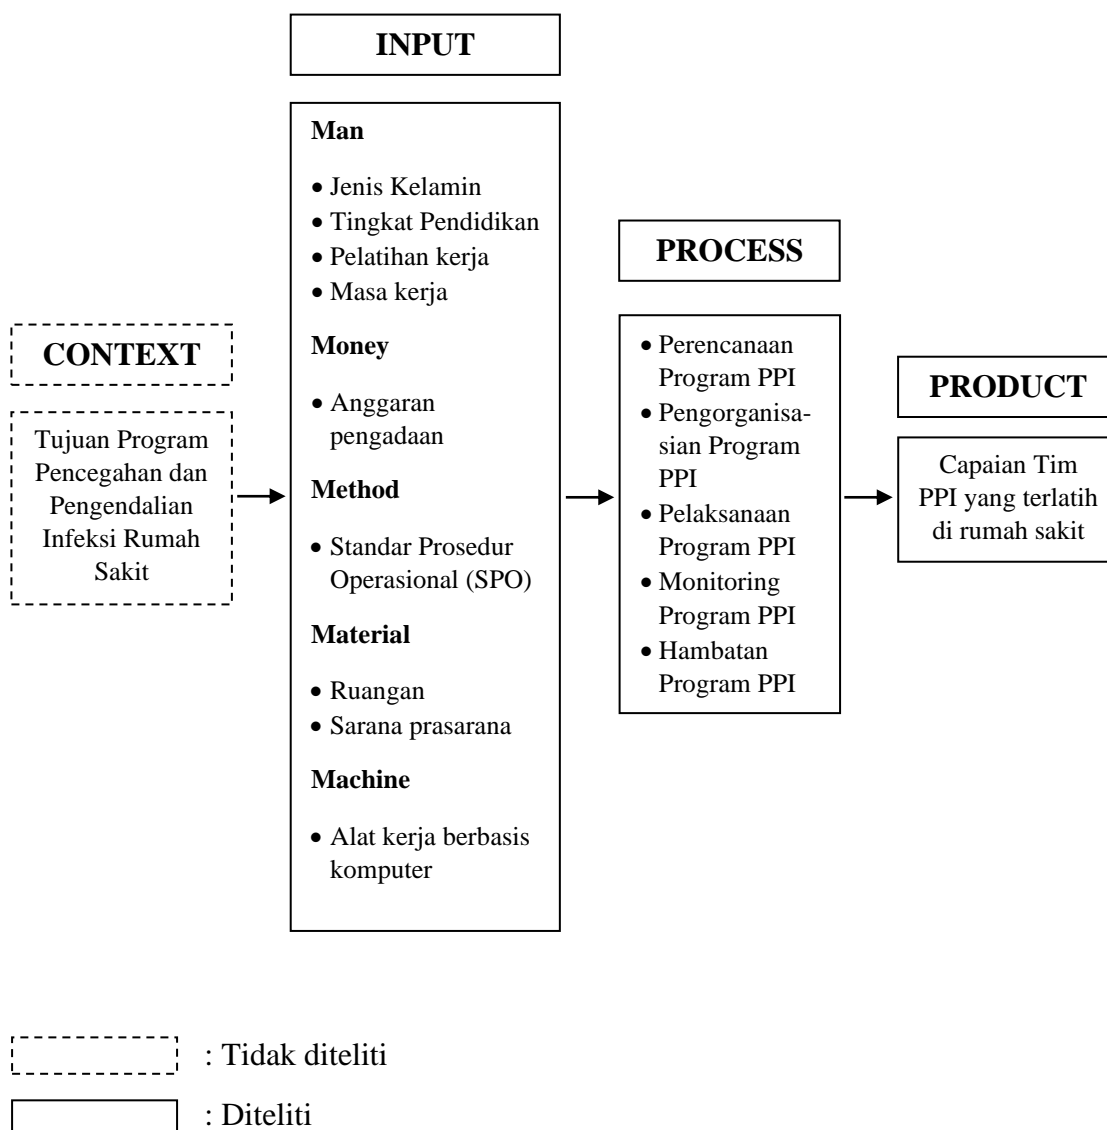 INPUT
Man
• Jenis Kelamin
• Tingkat Pendidikan
• Pelatihan kerja
• Masa kerja
Money
• Anggaran
pengadaan
Method
• Standar Prosedur
Operasional (SPO)
Material
• Ruangan
• Sarana prasarana
Machine
• Alat kerja berbasis
komputer
PROCESS
• Perencanaan
Program PPI
• Pengorganisa-
sian Program
PPI
• Pelaksanaan
Program PPI
• Monitoring
Program PPI
• Hambatan
Program PPI
CONTEXT
Tujuan Program
Pencegahan dan
Pengendalian
Infeksi Rumah
Sakit
PRODUCT
Capaian Tim
PPI yang terlatih
di rumah sakit
: Tidak diteliti
: Diteliti